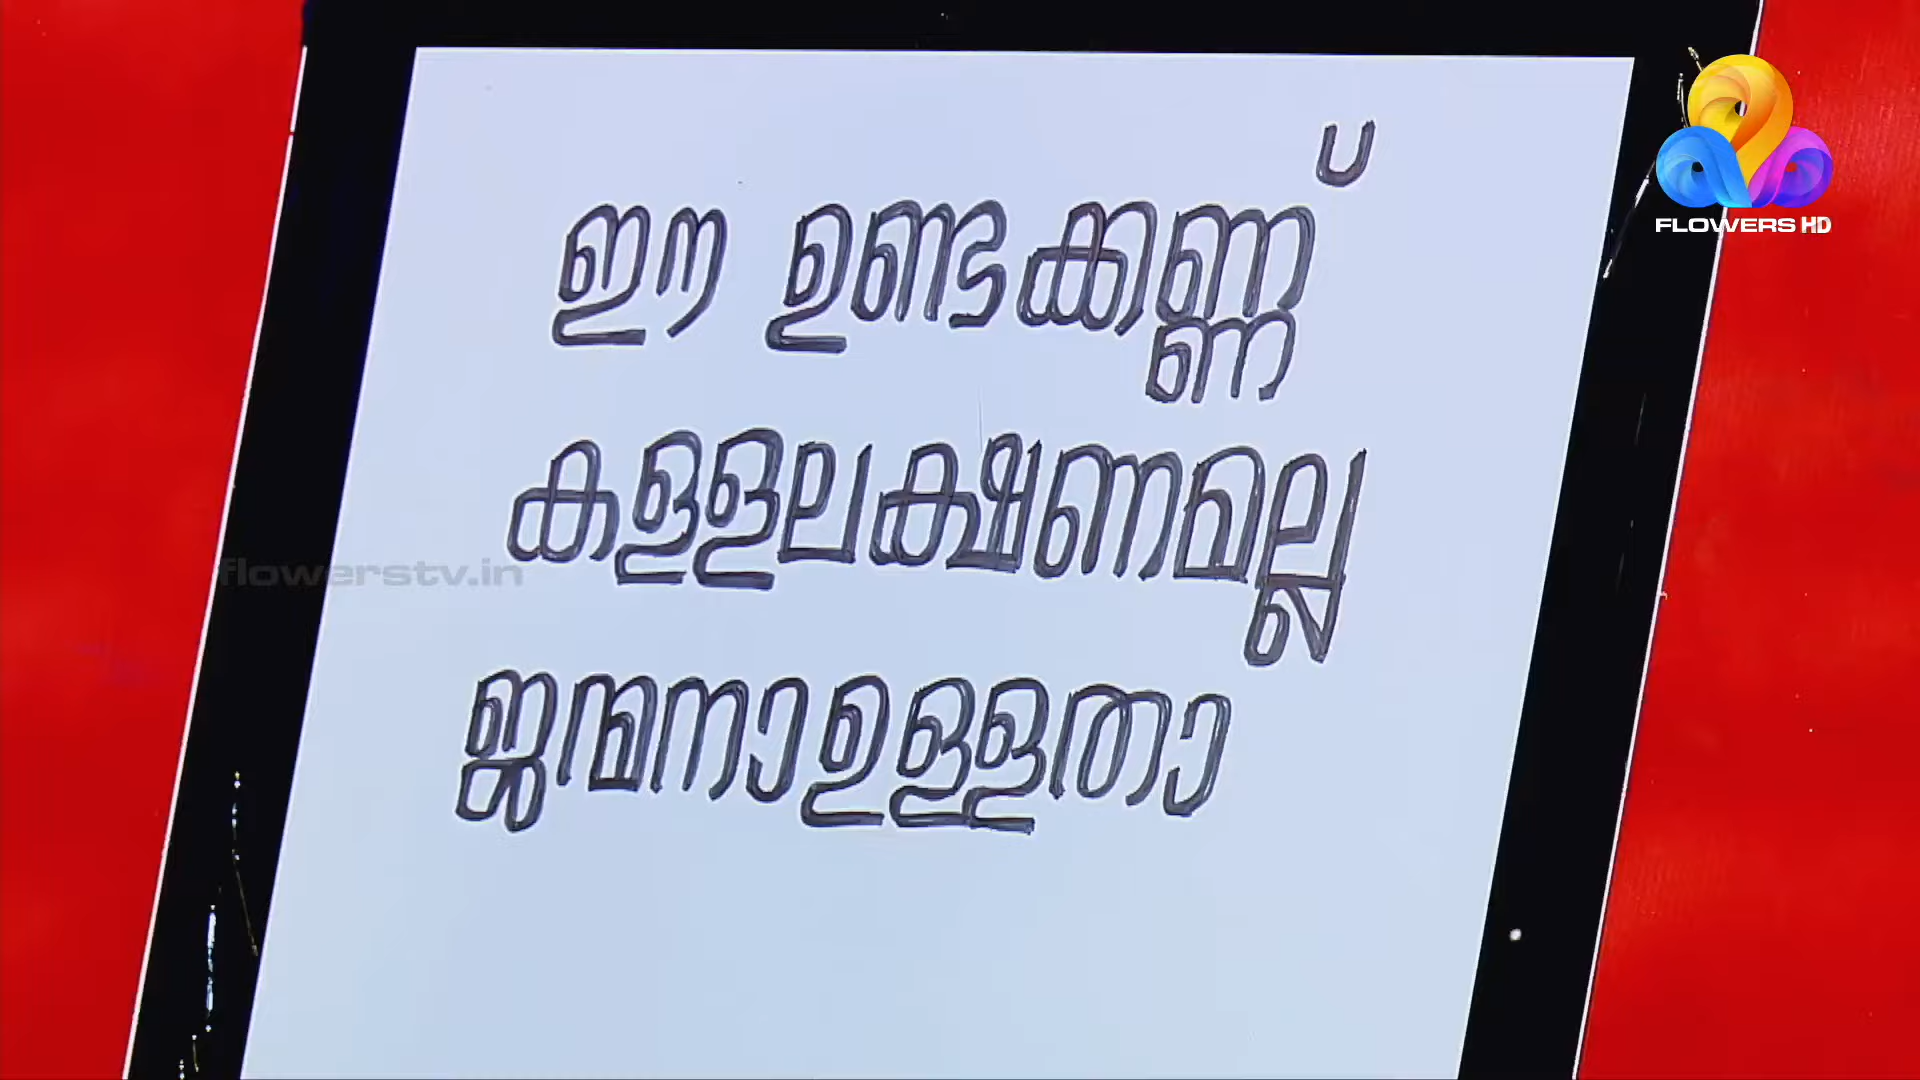 FLOWERS HD
ഈ ഉണ്ടക്കണ്ണ്
കള്ളലക്ഷണമല്ല
flowerstv.in
ജന്മനാഉള്ളതാ